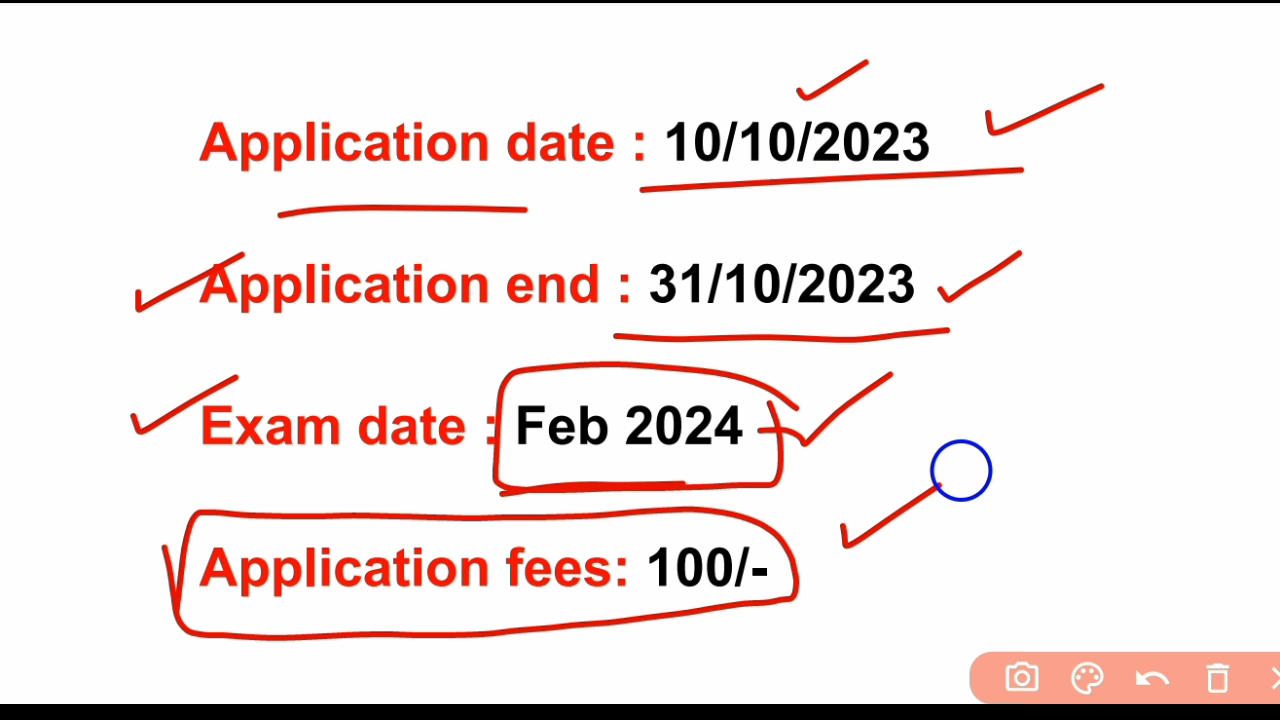 Application date : 10/10/2023
Application end : 31/10/2023
Exam date : Feb 2024
Application fees: 100/-